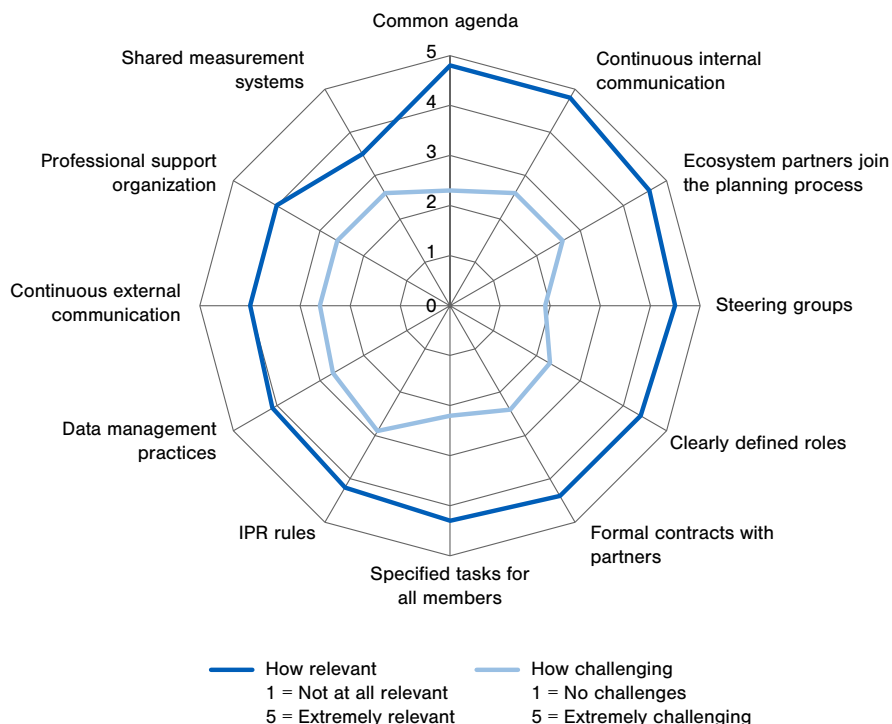 Common agenda
Shared measurement
systems
Continuous internal
communication
Professional support
organization
Ecosystem partners join
the planning process
Continuous external
communication
Steering groups
Data management
practices
Clearly defined roles
IPR rules
Formal contracts with
partners
Specified tasks for
all members
5
4
3
2
1
0
How relevant
1 = Not at all relevant
5 = Extremely relevant
How challenging
1 = No challenges
5 = Extremely challenging